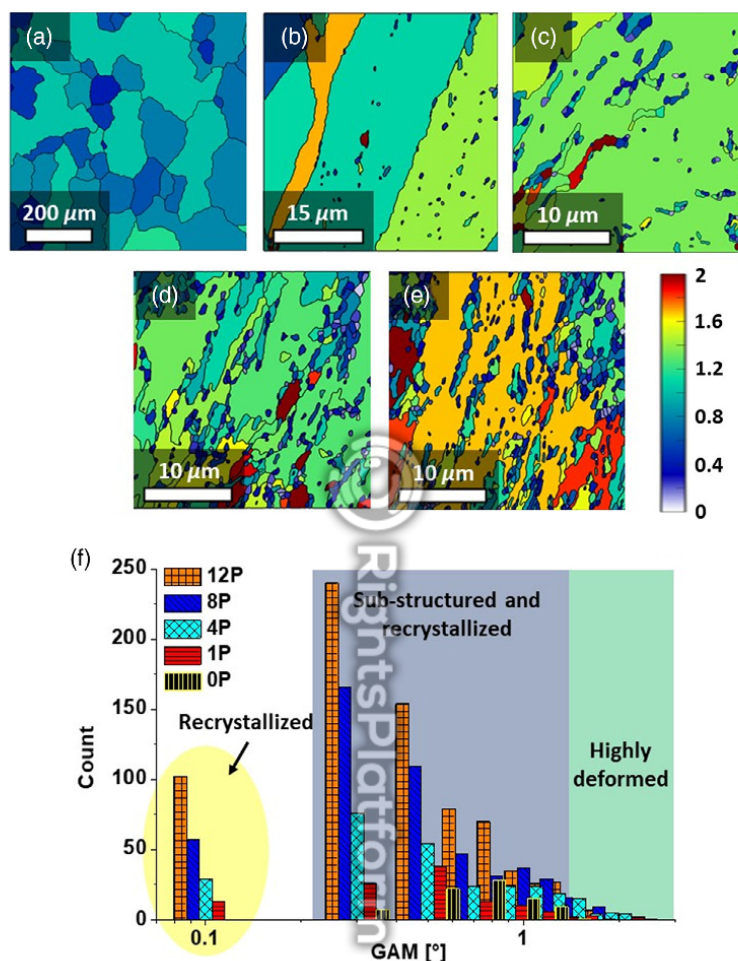 (a)
(b)
(c)
200 μm
15 μm
10 μm
(d)
(e)
10 μm
10 μm
2
1.6
1.2
0.8
0.4
0
(f)
250
200
150
100
50
0
Count
12P
8P
4P
1P
0P
Recrystallized
Sub-structured and
recrystallized
Highly
deformed
0.1
1
GAM [°]
RightsPlatform